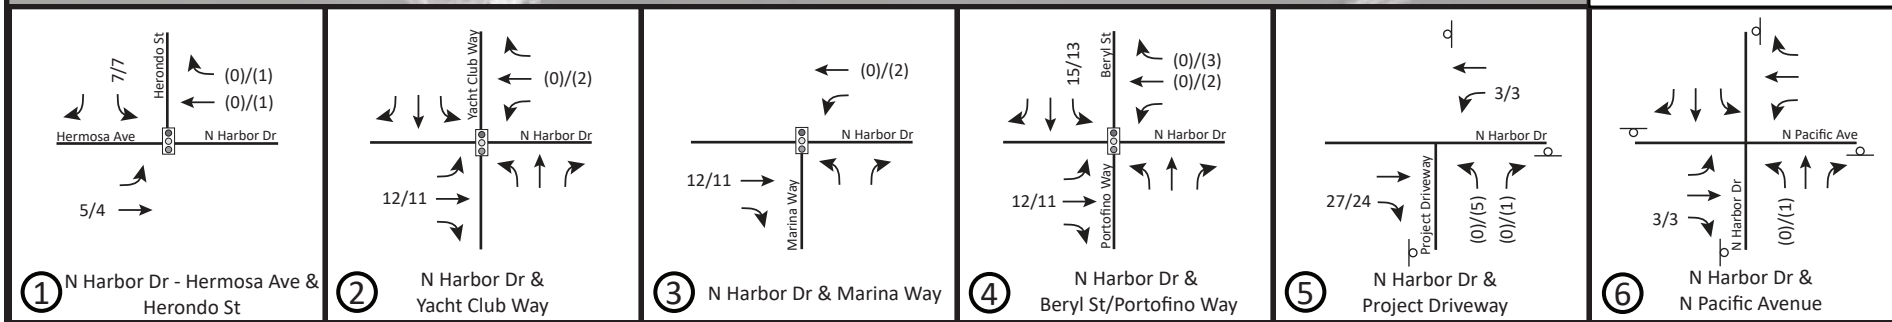 7/7
Herondo St
(0)/(1)
(0)/(1)
Hermosa Ave
N Harbor Dr
5/4
1
N Harbor Dr - Hermosa Ave &
Herondo St
Yacht Club Way
(0)/(2)
N Harbor Dr
12/11
2
N Harbor Dr &
Yacht Club Way
(0)/(2)
N Harbor Dr
12/11
Marina Way
3
N Harbor Dr & Marina Way
15/13
Beryl St
(0)/(3)
(0)/(2)
N Harbor Dr
12/11
Portofino Way
4
N Harbor Dr &
Beryl St/Portofino Way
3/3
N Harbor Dr
27/24
Project Driveway
(0)/(5)
(0)/(1)
5
N Harbor Dr &
Project Driveway
N Pacific Ave
3/3
N Harbor Dr
(0)/(1)
6
N Harbor Dr &
N Pacific Avenue